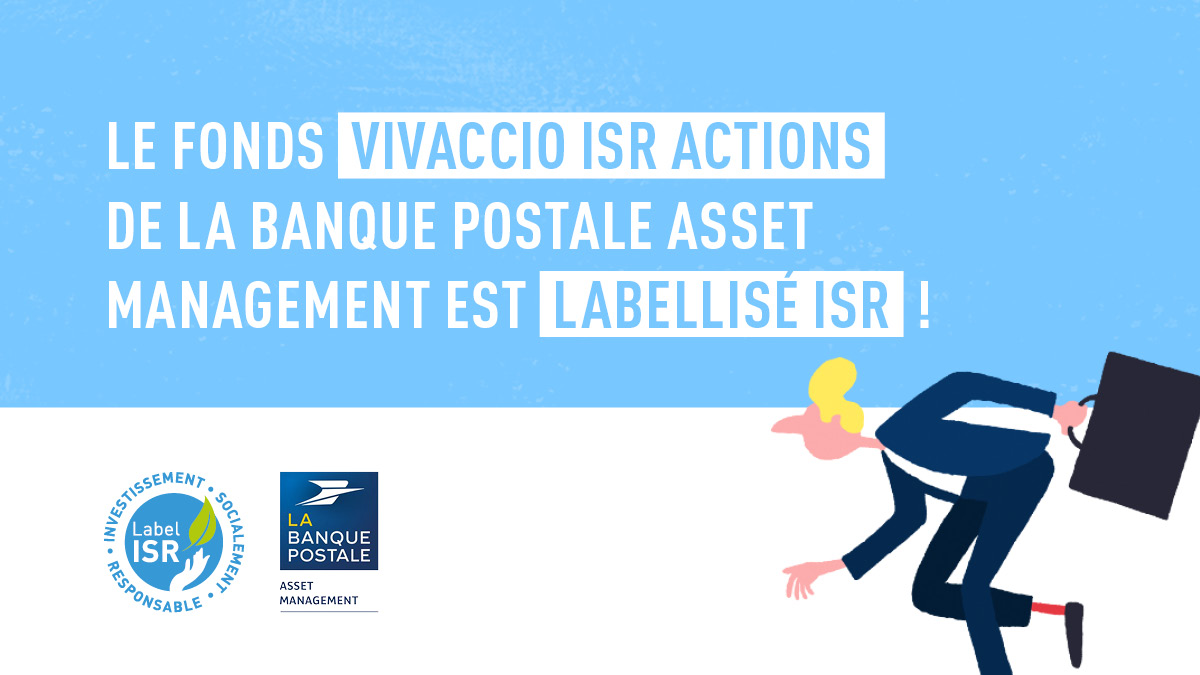 LE FONDS VIVACCIO ISR ACTIONS
DE LA BANQUE POSTALE ASSET
MANAGEMENT EST LABELLISÉ ISR !
• INVESTISSEMENT • SOCIALEMENT • RESPONSABLE
Label
ISR
LA
BANQUE
POSTALE
ASSET
MANAGEMENT